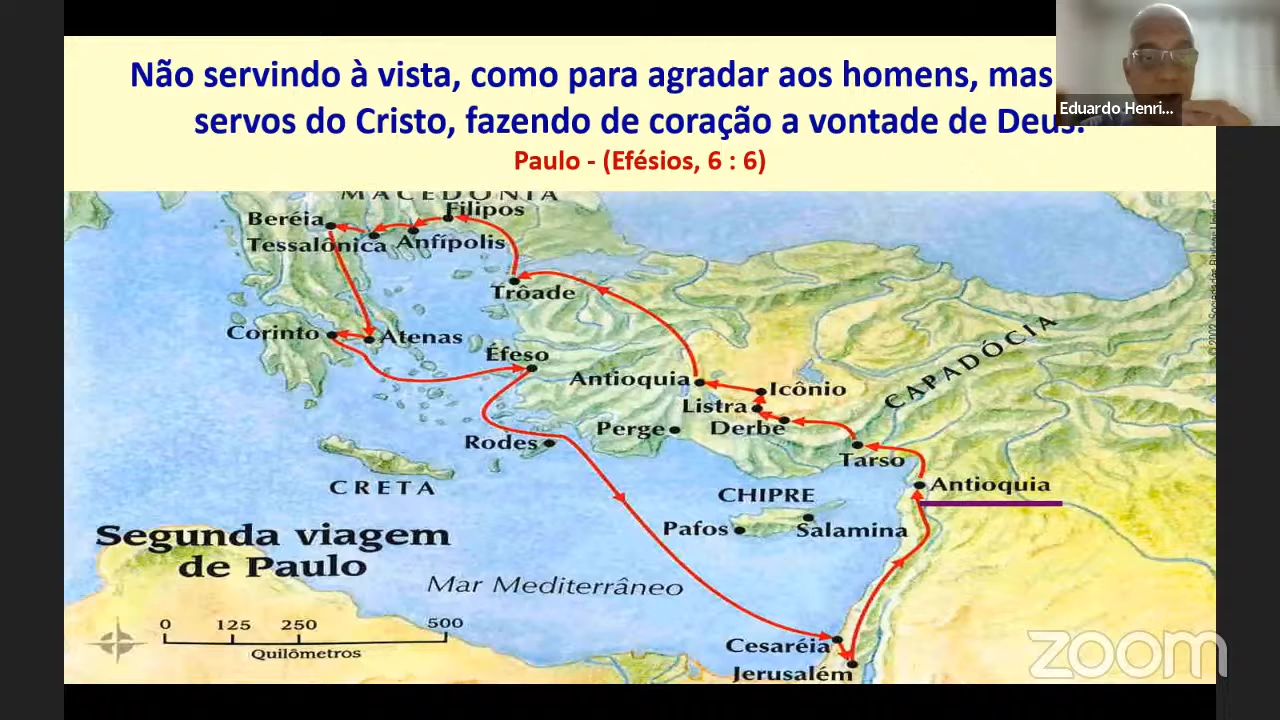 Não servindo à vista, como para agradar aos homens, mas
servos do Cristo, fazendo de coração a vontade de Deus.
Paulo - (Efésios, 6 : 6)
Eduardo Henri...
MACEDÔNIA
Filipos
Beréia
Tessalônica
Anfípolis
Trôade
Corinto
Atenas
Éfeso
CAPADÓCIA
Antioquia
Icônio
Listra
Perge
Derbe
Rodes
Tarso
CRETA
Antioquia
CHIPRE
Pafos
Salamina
Segunda viagem
de Paulo
Mar Mediterrâneo
0 125 250 500
Quilômetros
Cesaréia
Jerusalém
zoom